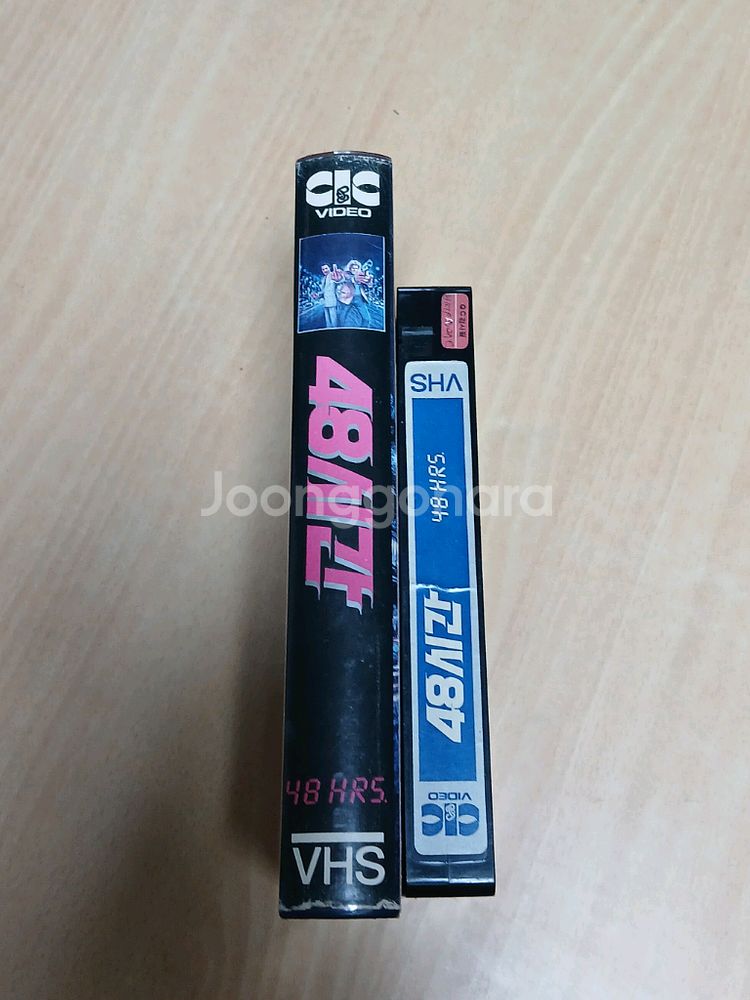 CIC
VIDEO
48시간
48 HRS.
VHS
VHS
48 HRS.
48시간
CIC
VIDEO
Joonggonara